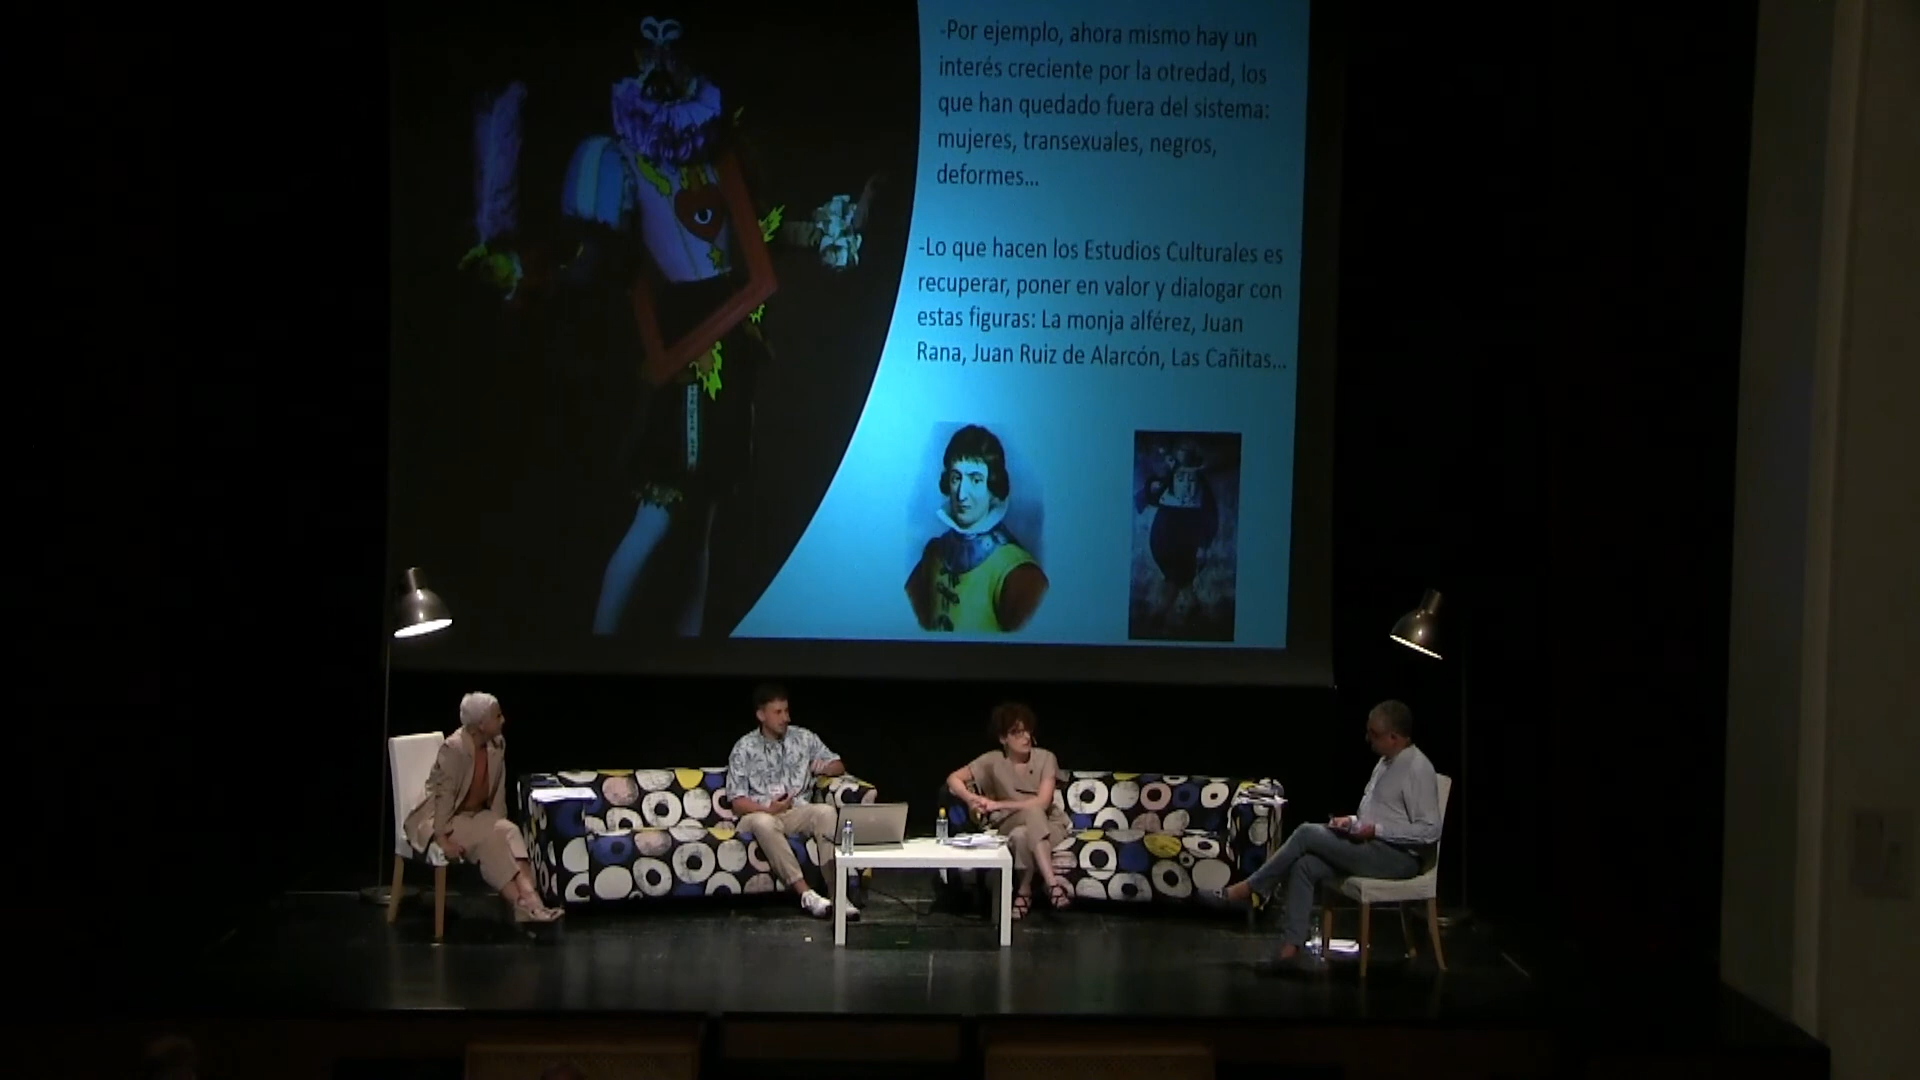 -Por ejemplo, ahora mismo hay un
interés creciente por la otredad, los
que han quedado fuera del sistema:
mujeres, transexuales, negros,
deformes...
-Lo que hacen los Estudios Culturales es
recuperar, poner en valor y dialogar con
estas figuras: La monja alférez, Juan
Rana, Juan Ruiz de Alarcón, Las Cañitas...